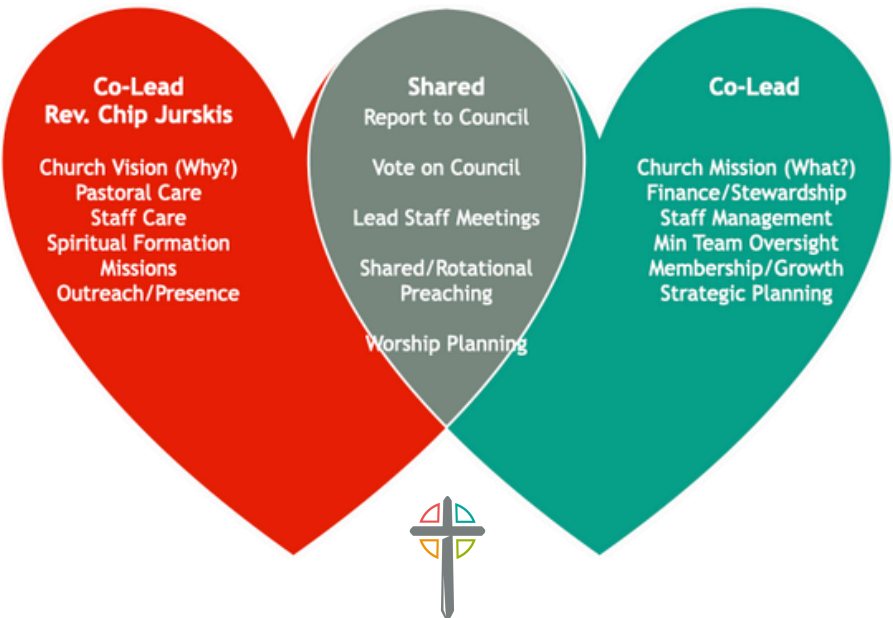 Co-Lead
Rev. Chip Jurskis
Church Vision (Why?)
Pastoral Care
Staff Care
Spiritual Formation
Missions
Outreach/Presence
Shared
Report to Council
Vote on Council
Lead Staff Meetings
Shared/Rotational
Preaching
Worship Planning
Co-Lead
Church Mission (What?)
Finance/Stewardship
Staff Management
Min Team Oversight
Membership/Growth
Strategic Planning